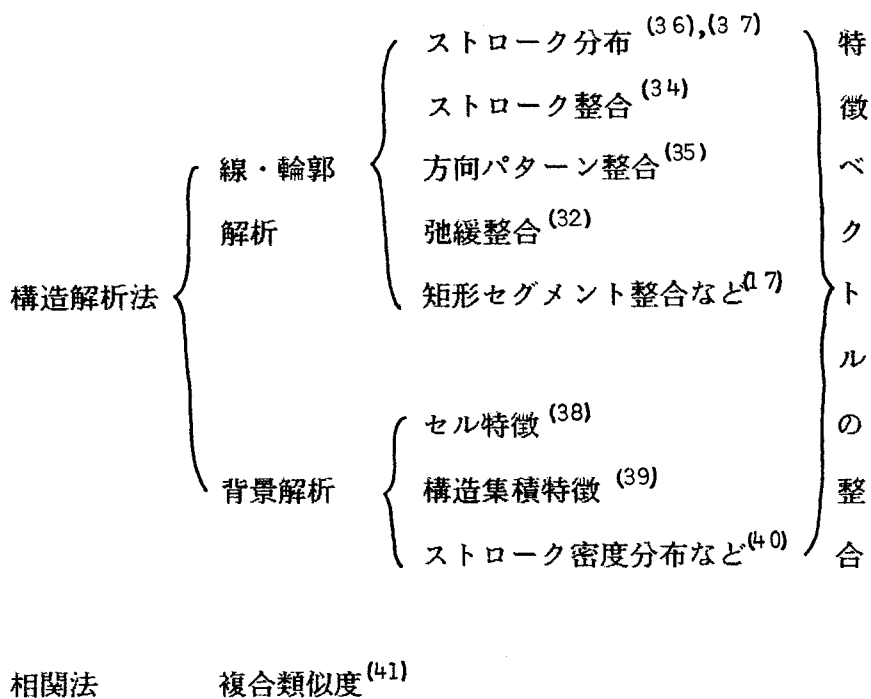 ストローク分布 (36),(37)
ストローク整合 (34)
線・輪郭 方向パターン整合 (35)
解析 弛緩整合 (32)
構造解析法 矩形セグメント整合など (17)
セル特徴 (38)
背景解析 構造集積特徴 (39)
ストローク密度分布など (40)
特徴ベクトルの整合
相関法 複合類似度 (41)